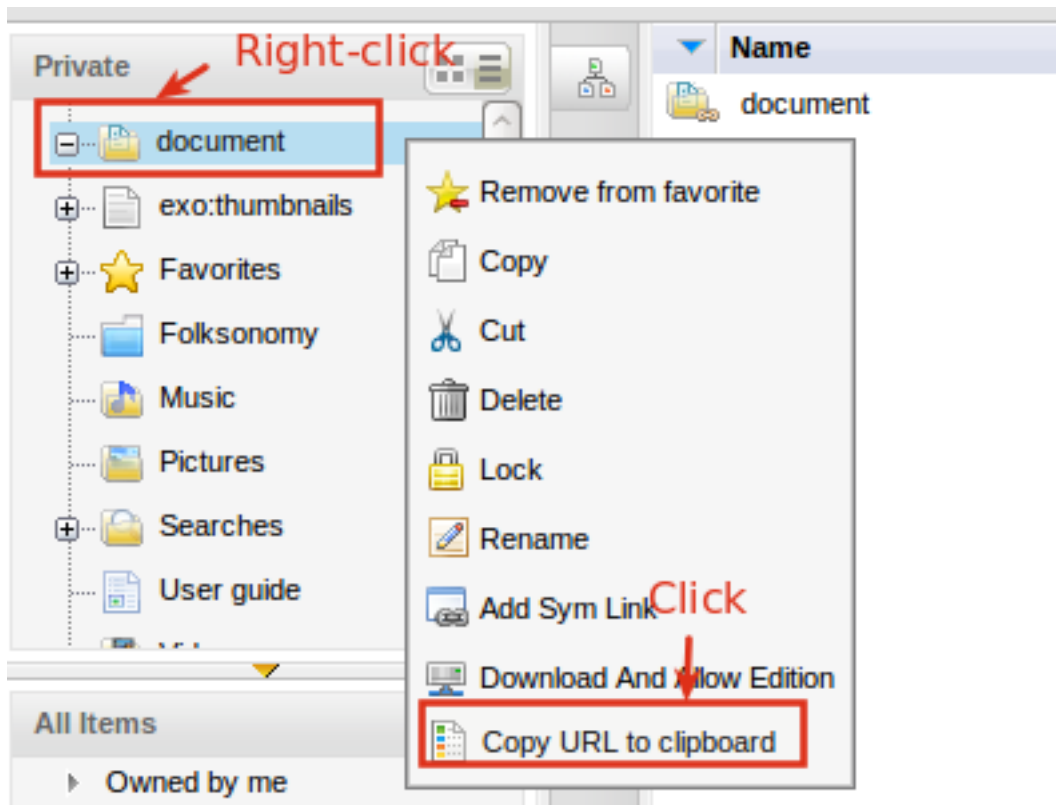 Private
Right-click
document
exo:thumbnails
Favorites
Folksonomy
Music
Pictures
Searches
User guide
All Items
Owned by me
Name
document
Remove from favorite
Copy
Cut
Delete
Lock
Rename
Add Sym Link
Click
Download And Allow Edition
Copy URL to clipboard